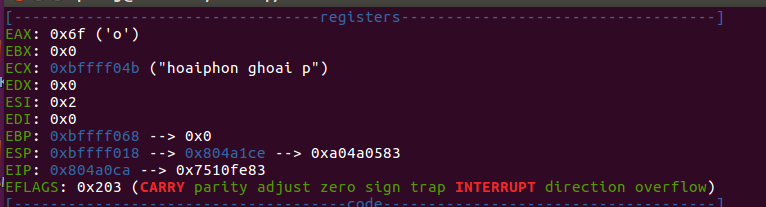 [----------------------------------registers-----------------------------------]
EAX: 0x6f ('o')
EBX: 0x0
ECX: 0xbffff04b ("hoaiphon ghoai p")
EDX: 0x0
ESI: 0x2
EDI: 0x0
EBP: 0xbffff068 --> 0x0
ESP: 0xbffff018 --> 0x804a1ce --> 0xa04a0583
EIP: 0x804a0ca --> 0x7510fe83
EFLAGS: 0x203 (CARRY parity adjust zero sign trap INTERRUPT direction overflow)
[-------------------------------------code-------------------------------------]